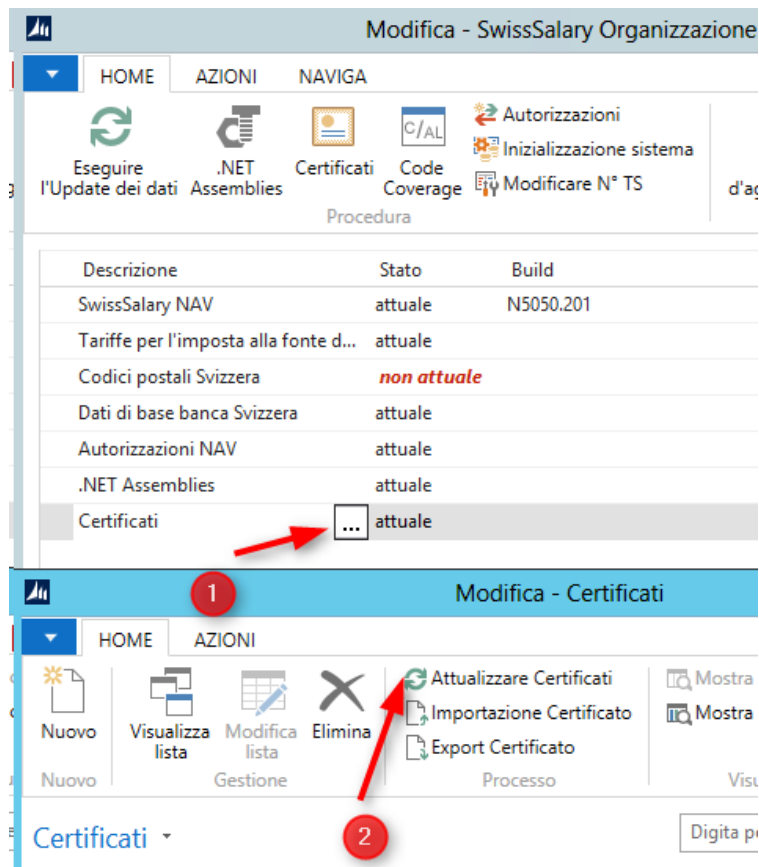 Modifica - SwissSalary Organizzazione
HOME AZIONI NAVIGA
Eseguire l'Update dei dati
.NET Assemblies
Certificati
Code Coverage
C/AL
Autorizzazioni
Inizializzazione sistema
Modificare N° TS
Procedura
Descrizione Stato Build
SwissSalary NAV attuale N5050.201
Tariffe per l'imposta alla fonte d... attuale
Codici postali Svizzera non attuale
Dati di base banca Svizzera attuale
Autorizzazioni NAV attuale
.NET Assemblies attuale
Certificati ... attuale
1
Modifica - Certificati
HOME AZIONI
Nuovo
Visualizza lista
Modifica lista
Elimina
Attualizzare Certificati
Importazione Certificato
Export Certificato
Mostra
Mostra
Nuovo Gestione Processo
2
Certificati
Digita